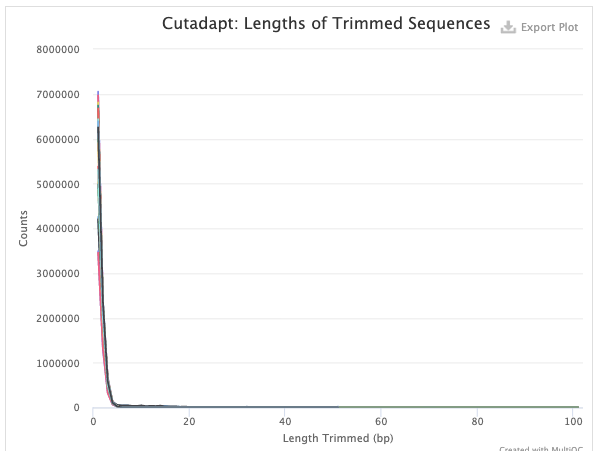 Cutadapt: Lengths of Trimmed Sequences
Export Plot
8000000
7000000
6000000
5000000
4000000
3000000
2000000
1000000
0
Counts
0 20 40 60 80 100
Length Trimmed (bp)
Created with MultiQC